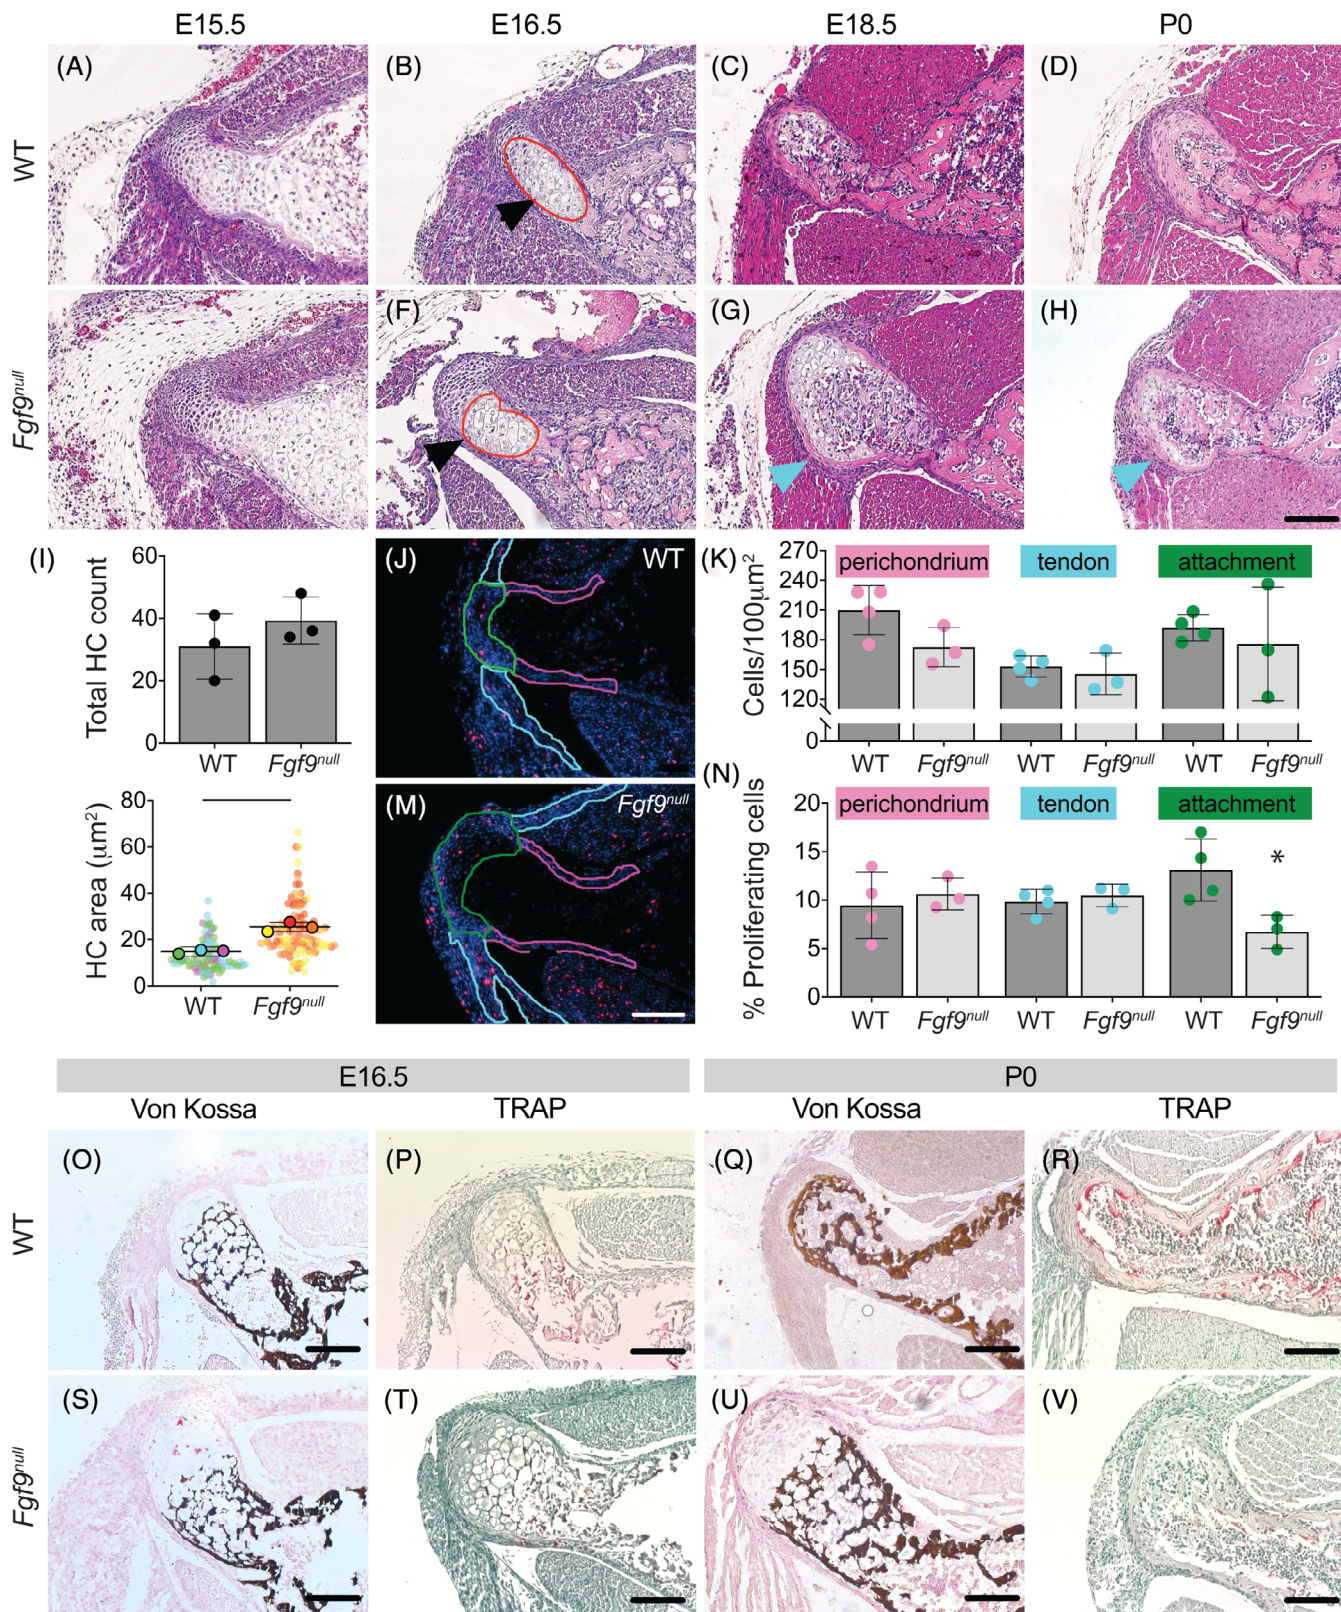 E15.5 E16.5 E18.5 P0
WT (A) (B) (C) (D)
Fgf9null (F) (G) (H)
(I) Total HC count
60
40
20
0
WT Fgf9null
HC area (μm2)
80
60
40
20
0
WT Fgf9null
(J) WT
(M) Fgf9null
(K) Cells/100μm2
perichondrium tendon attachment
270
240
210
180
150
120
0
WT Fgf9null WT Fgf9null WT Fgf9null
(N) % Proliferating cells
perichondrium tendon attachment
20
15
10
5
0
*
WT Fgf9null WT Fgf9null WT Fgf9null
E16.5 P0
Von Kossa TRAP Von Kossa TRAP
WT (O) (P) (Q) (R)
Fgf9null (S) (T) (U) (V)